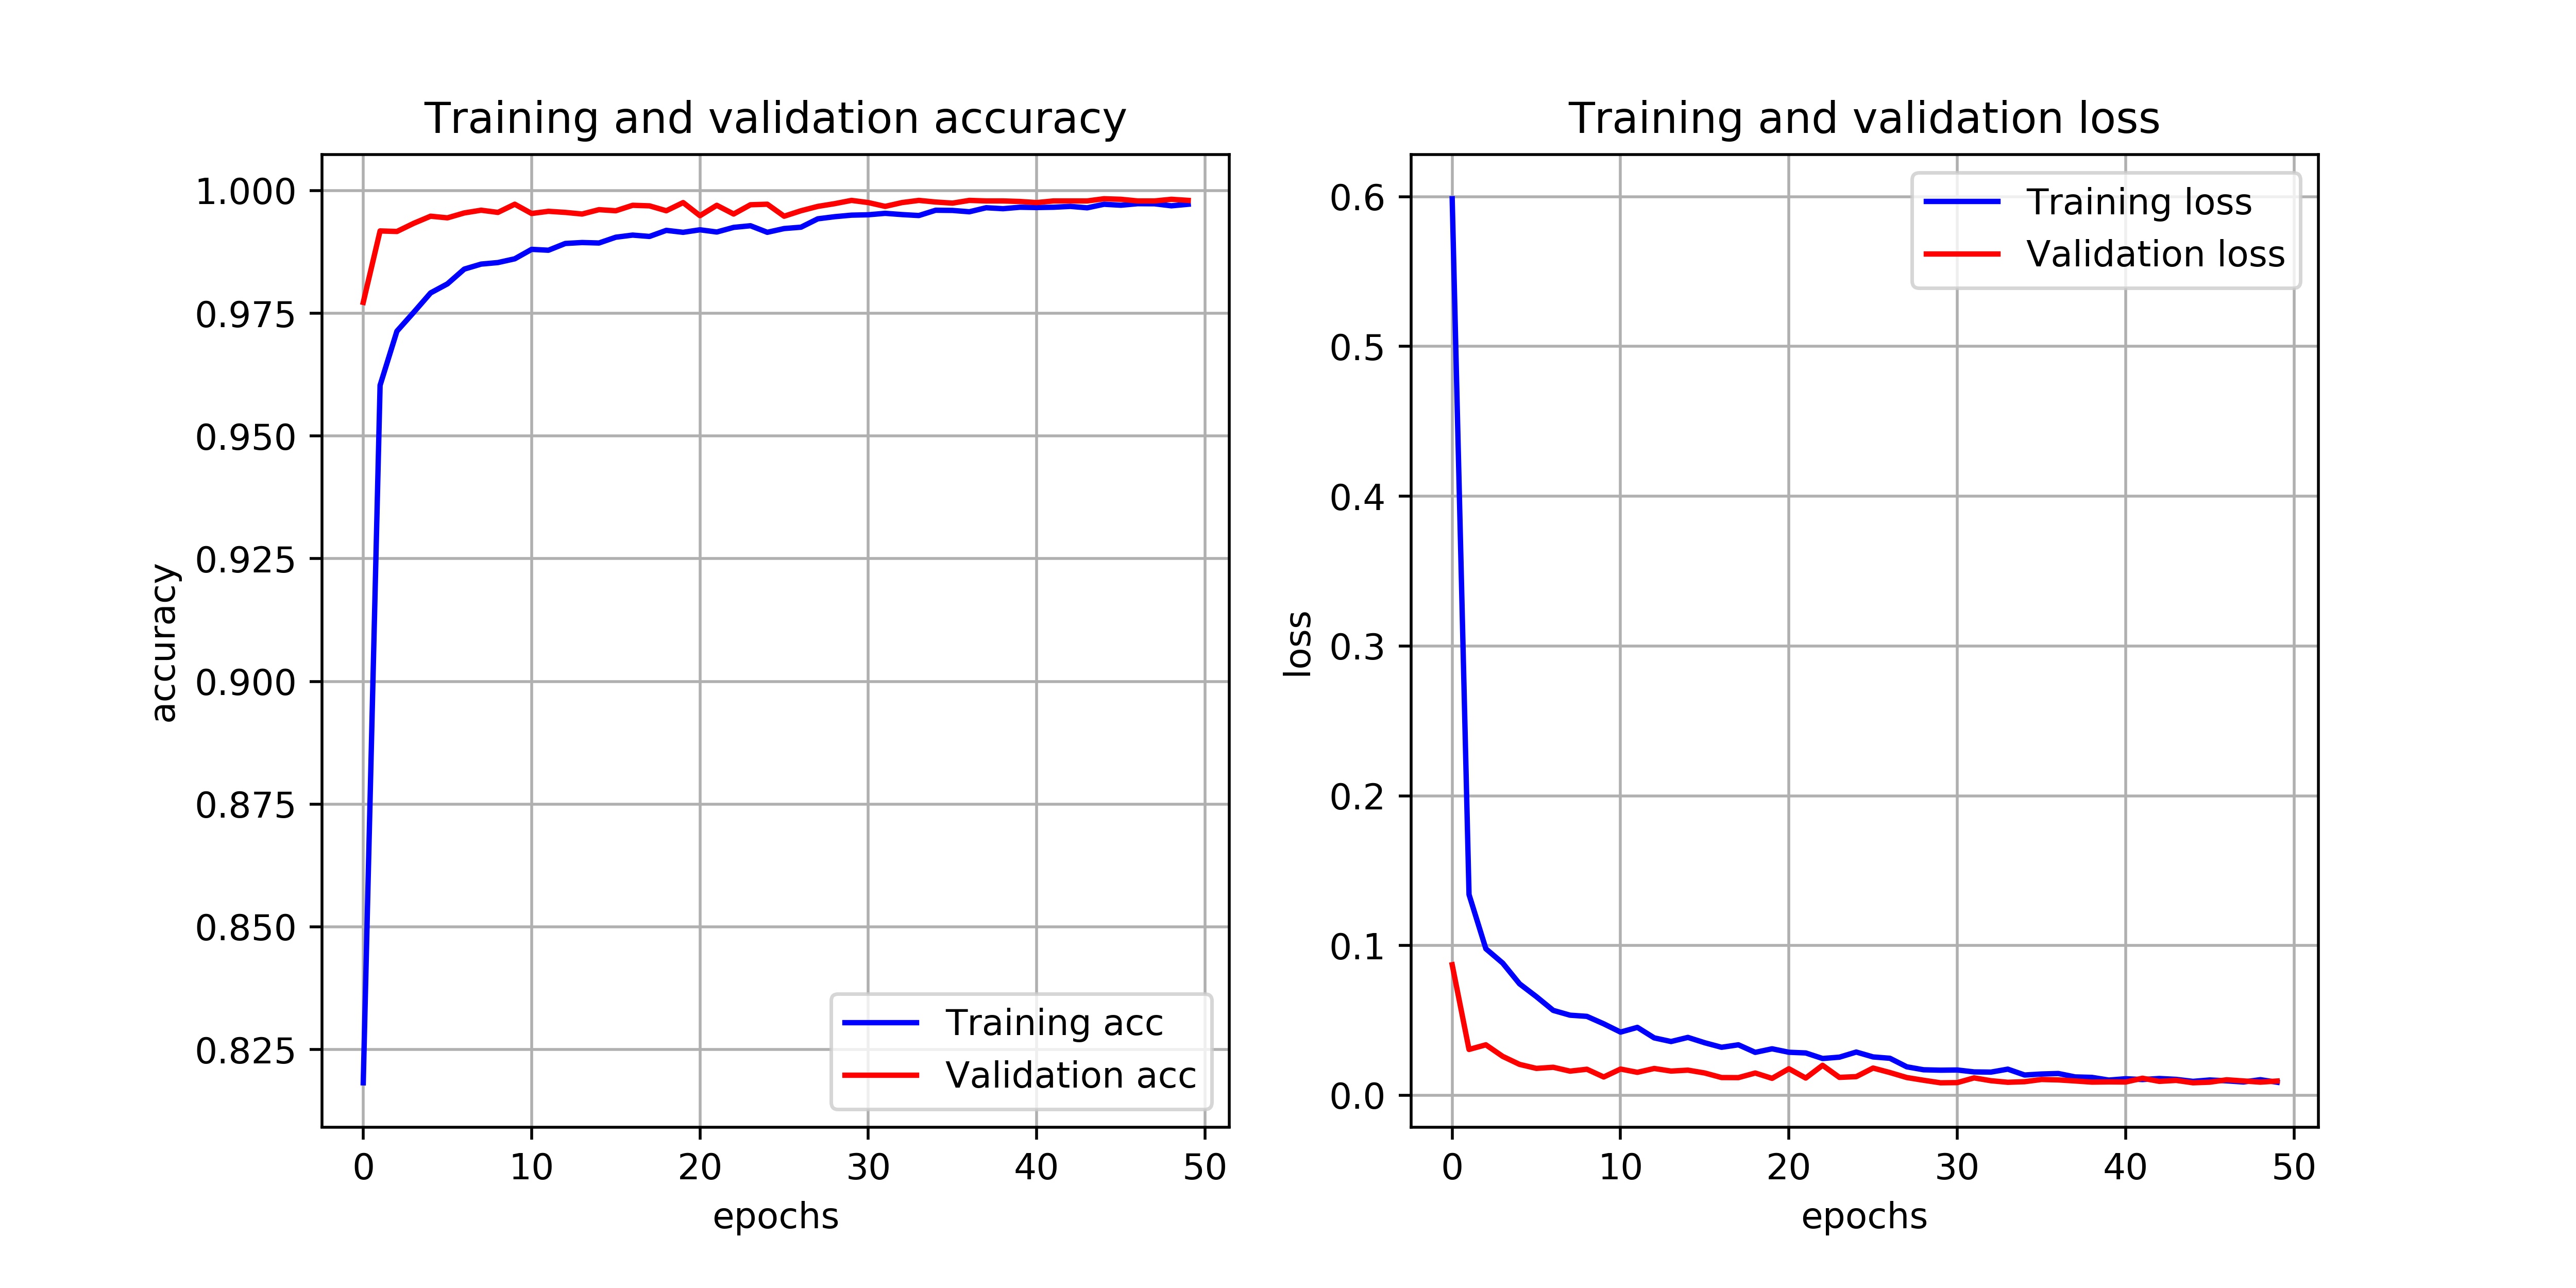 Training and validation accuracy
1.000
0.975
0.950
0.925
0.900
0.875
0.850
0.825
accuracy
Training acc
Validation acc
0 10 20 30 40 50
epochs
Training and validation loss
0.6
0.5
0.4
0.3
0.2
0.1
0.0
loss
Training loss
Validation loss
0 10 20 30 40 50
epochs